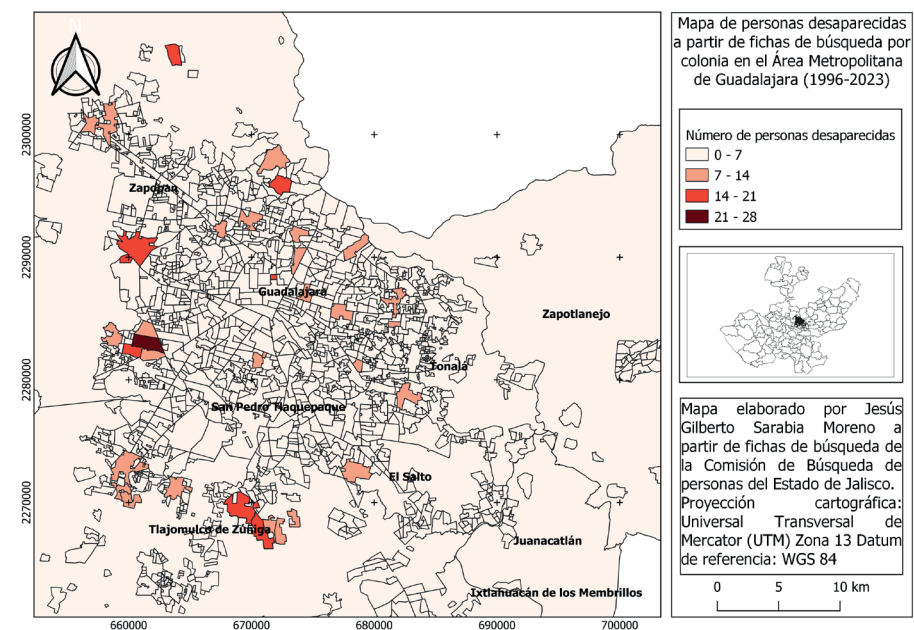 N
Zapopan
Guadalajara
Zapotlanejo
Tonalá
San Pedro Tlaquepaque
El Salto
Tlajomulco de Zúñiga
Juanacatlán
Ixtlahuacán de los Membrillos
2300000
2290000
2280000
2270000
660000
670000
680000
690000
700000
Mapa de personas desaparecidas
a partir de fichas de búsqueda por
colonia en el Área Metropolitana
de Guadalajara (1996-2023)
Número de personas desaparecidas
0 - 7
7 - 14
14 - 21
21 - 28
Mapa elaborado por Jesús
Gilberto Sarabia Moreno a
partir de fichas de búsqueda de
la Comisión de Búsqueda de
personas del Estado de Jalisco.
Proyección cartográfica:
Universal Transversal de
Mercator (UTM) Zona 13 Datum
de referencia: WGS 84
0 5 10 km